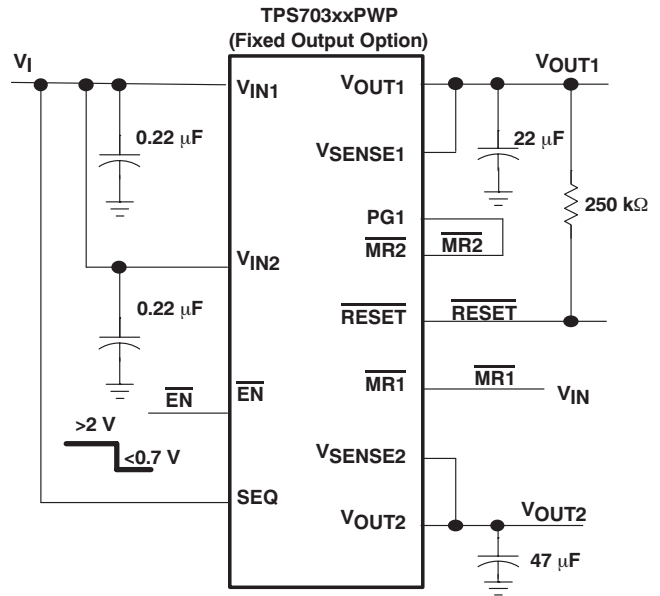 TPS703xxPWP
(Fixed Output Option)
VI
VIN1
VOUT1
VOUT1
0.22 μF
VSENSE1
22 μF
PG1
250 kΩ
MR2
MR2
VIN2
0.22 μF
RESET
RESET
EN
EN
MR1
MR1
VIN
>2 V
<0.7 V
VSENSE2
SEQ
VOUT2
VOUT2
47 μF